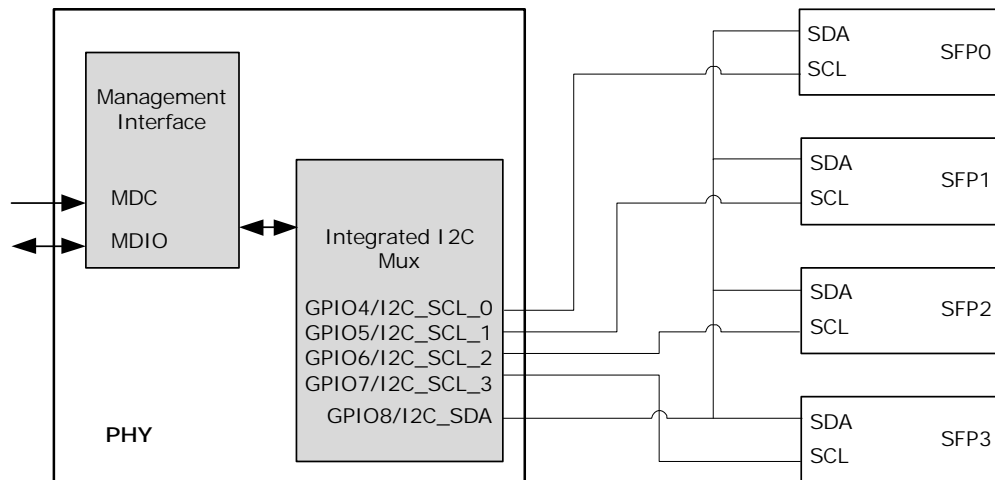 Management
Interface
MDC
MDIO
Integrated I2C
Mux
GPIO4/I2C_SCL_0
GPIO5/I2C_SCL_1
GPIO6/I2C_SCL_2
GPIO7/I2C_SCL_3
GPIO8/I2C_SDA
PHY
SDA
SCL
SFP0
SDA
SCL
SFP1
SDA
SCL
SFP2
SDA
SCL
SFP3